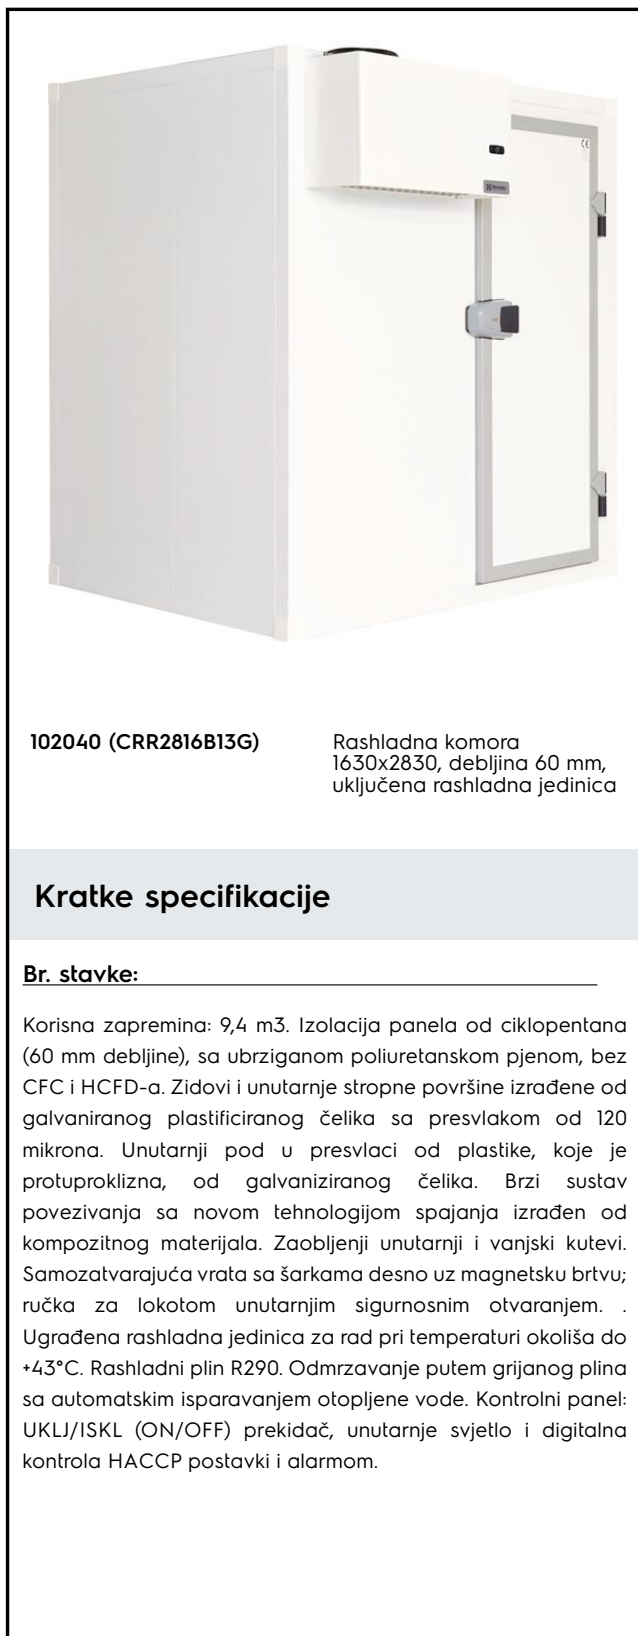 102040 (CRR2816B13G)
Rashladna komora
1630x2830, debljina 60 mm,
uključena rashladna jedinica
Kratke specifikacije
Br. stavke:
Korisna zapremina: 9,4 m3. Izolacija panela od ciklopentana
(60 mm debljine), sa ubrziganom poliuretanskom pjenom, bez
CFC i HCFD-a. Zidovi i unutarnje stropne površine izrađene od
galvaniranog plastificiranog čelika sa presvlakom od 120
mikrona. Unutarnji pod u presvlaci od plastike, koje je
protuproklizna, od galvaniziranog čelika. Brzi sustav
povezivanja sa novom tehnologijom spajanja izrađen od
kompozitnog materijala. Zaobljenji unutarnji i vanjski kutevi.
Samozatvarajuća vrata sa šarkama desno uz magnetsku brtvu;
ručka za lokotom unutarnjim sigurnosnim otvaranjem. .
Ugrađena rashladna jedinica za rad pri temperaturi okoliša do
+43°C. Rashladni plin R290. Odmrzavanje putem grijanog plina
sa automatskim isparavanjem otopljene vode. Kontrolni panel:
UKLJ/ISKL (ON/OFF) prekidač, unutarnje svjetlo i digitalna
kontrola HACCP postavki i alarmom.